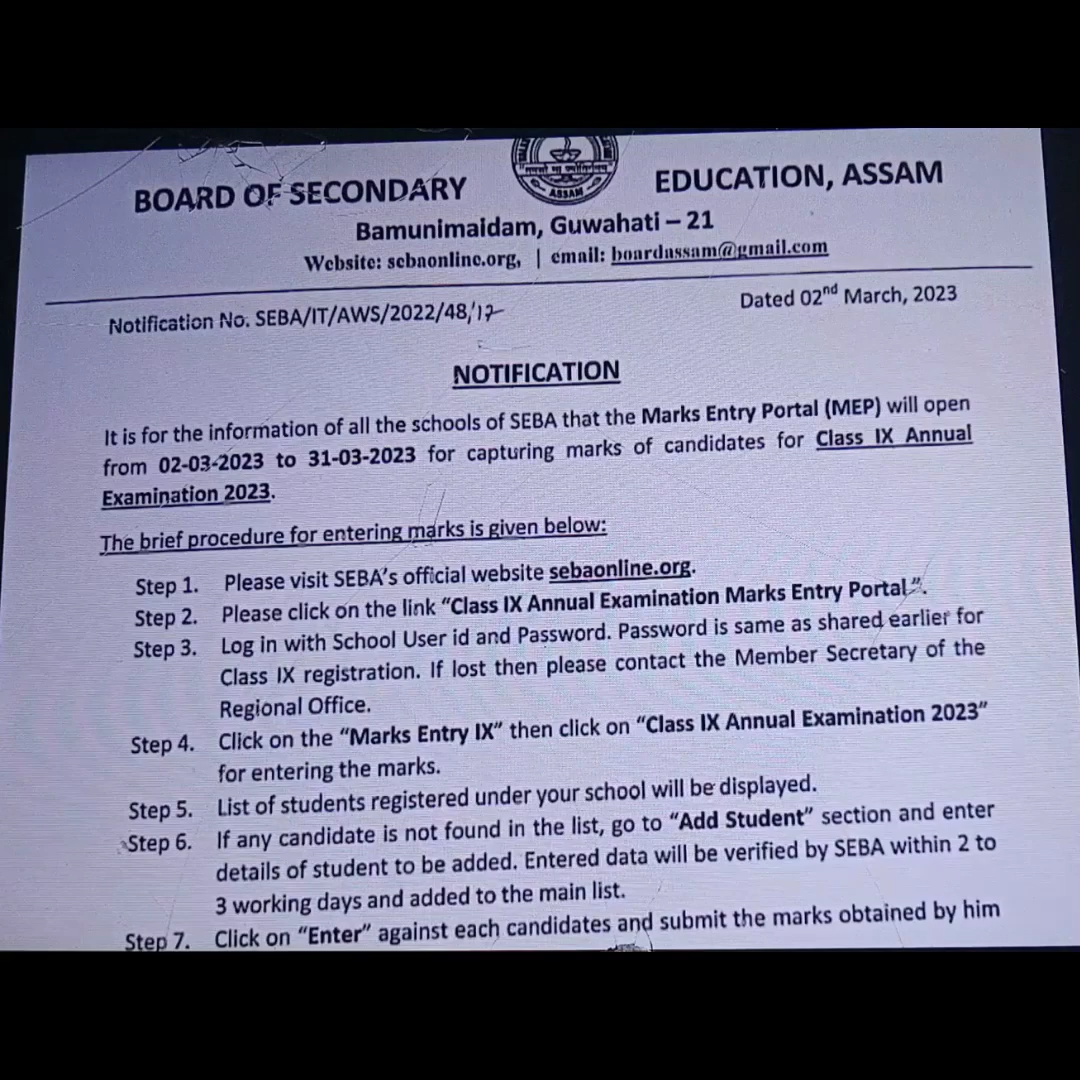 BOARD OF SECONDARY EDUCATION, ASSAM
ASSAM
Bamunimaidam, Guwahati – 21
Website: sebaonline.org, | email: boardassam@gmail.com
Notification No. SEBA/IT/AWS/2022/48/17 Dated 02nd March, 2023
NOTIFICATION
It is for the information of all the schools of SEBA that the Marks Entry Portal (MEP) will open
from 02-03-2023 to 31-03-2023 for capturing marks of candidates for Class IX Annual
Examination 2023.
The brief procedure for entering marks is given below:
Step 1. Please visit SEBA’s official website sebaonline.org.
Step 2. Please click on the link “Class IX Annual Examination Marks Entry Portal”.
Step 3. Log in with School User id and Password. Password is same as shared earlier for
Class IX registration. If lost then please contact the Member Secretary of the
Regional Office.
Step 4. Click on the “Marks Entry IX” then click on “Class IX Annual Examination 2023”
for entering the marks.
Step 5. List of students registered under your school will be displayed.
Step 6. If any candidate is not found in the list, go to “Add Student” section and enter
details of student to be added. Entered data will be verified by SEBA within 2 to
3 working days and added to the main list.
Step 7. Click on “Enter” against each candidates and submit the marks obtained by him